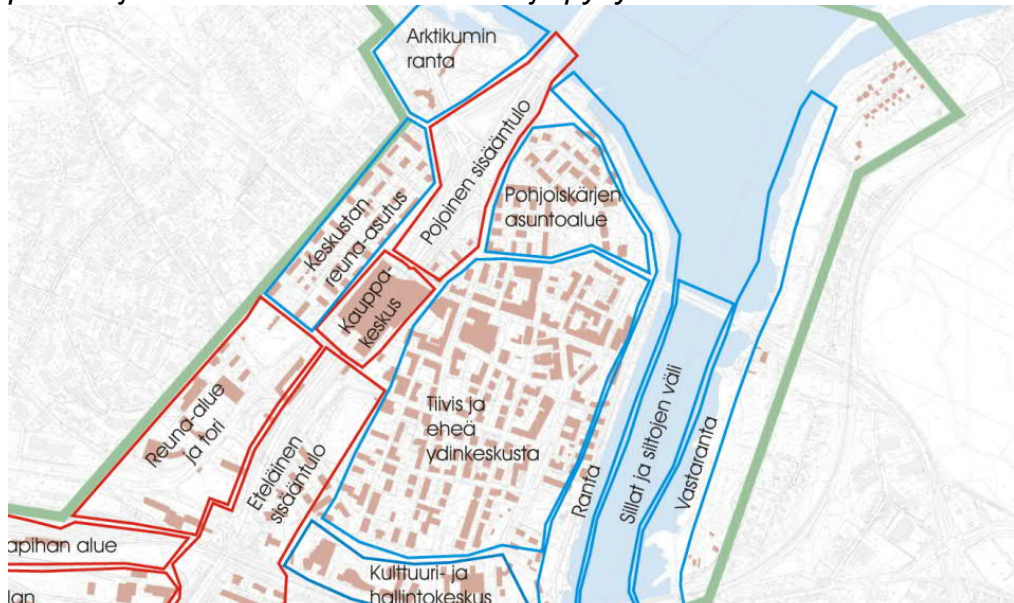 Arktikumin
ranta
Pojoinen sisääntulo
Pohjoiskärjen
asuntoalue
Keskustan
reuna-asutus
Kauppa-
keskus
Reuna-alue
ja tori
Eteläinen
sisääntulo
Tiivis ja
eheä
ydinkeskusta
Ranta
Sillat ja siltojen väli
Vastaranta
apihan alue
Kulttuuri- ja
hallintokeskus